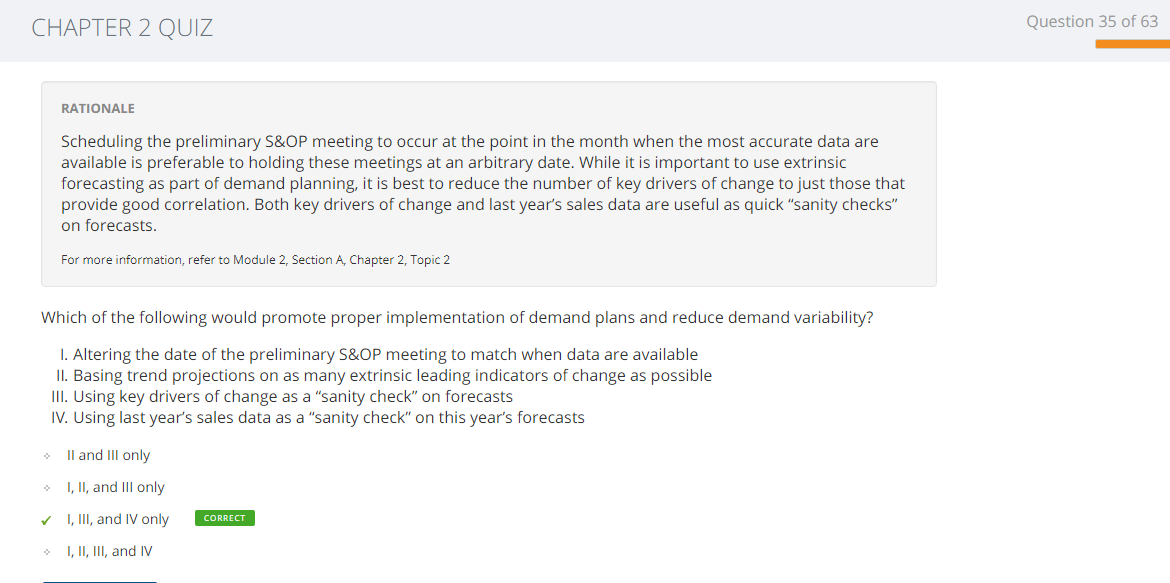 CHAPTER 2 QUIZ
Question 35 of 63
RATIONALE
Scheduling the preliminary S&OP meeting to occur at the point in the month when the most accurate data are
available is preferable to holding these meetings at an arbitrary date. While it is important to use extrinsic
forecasting as part of demand planning, it is best to reduce the number of key drivers of change to just those that
provide good correlation. Both key drivers of change and last year’s sales data are useful as quick “sanity checks”
on forecasts.
For more information, refer to Module 2, Section A, Chapter 2, Topic 2
Which of the following would promote proper implementation of demand plans and reduce demand variability?
I. Altering the date of the preliminary S&OP meeting to match when data are available
II. Basing trend projections on as many extrinsic leading indicators of change as possible
III. Using key drivers of change as a “sanity check” on forecasts
IV. Using last year’s sales data as a “sanity check” on this year’s forecasts
II and III only
I, II, and III only
I, III, and IV only CORRECT
I, II, III, and IV